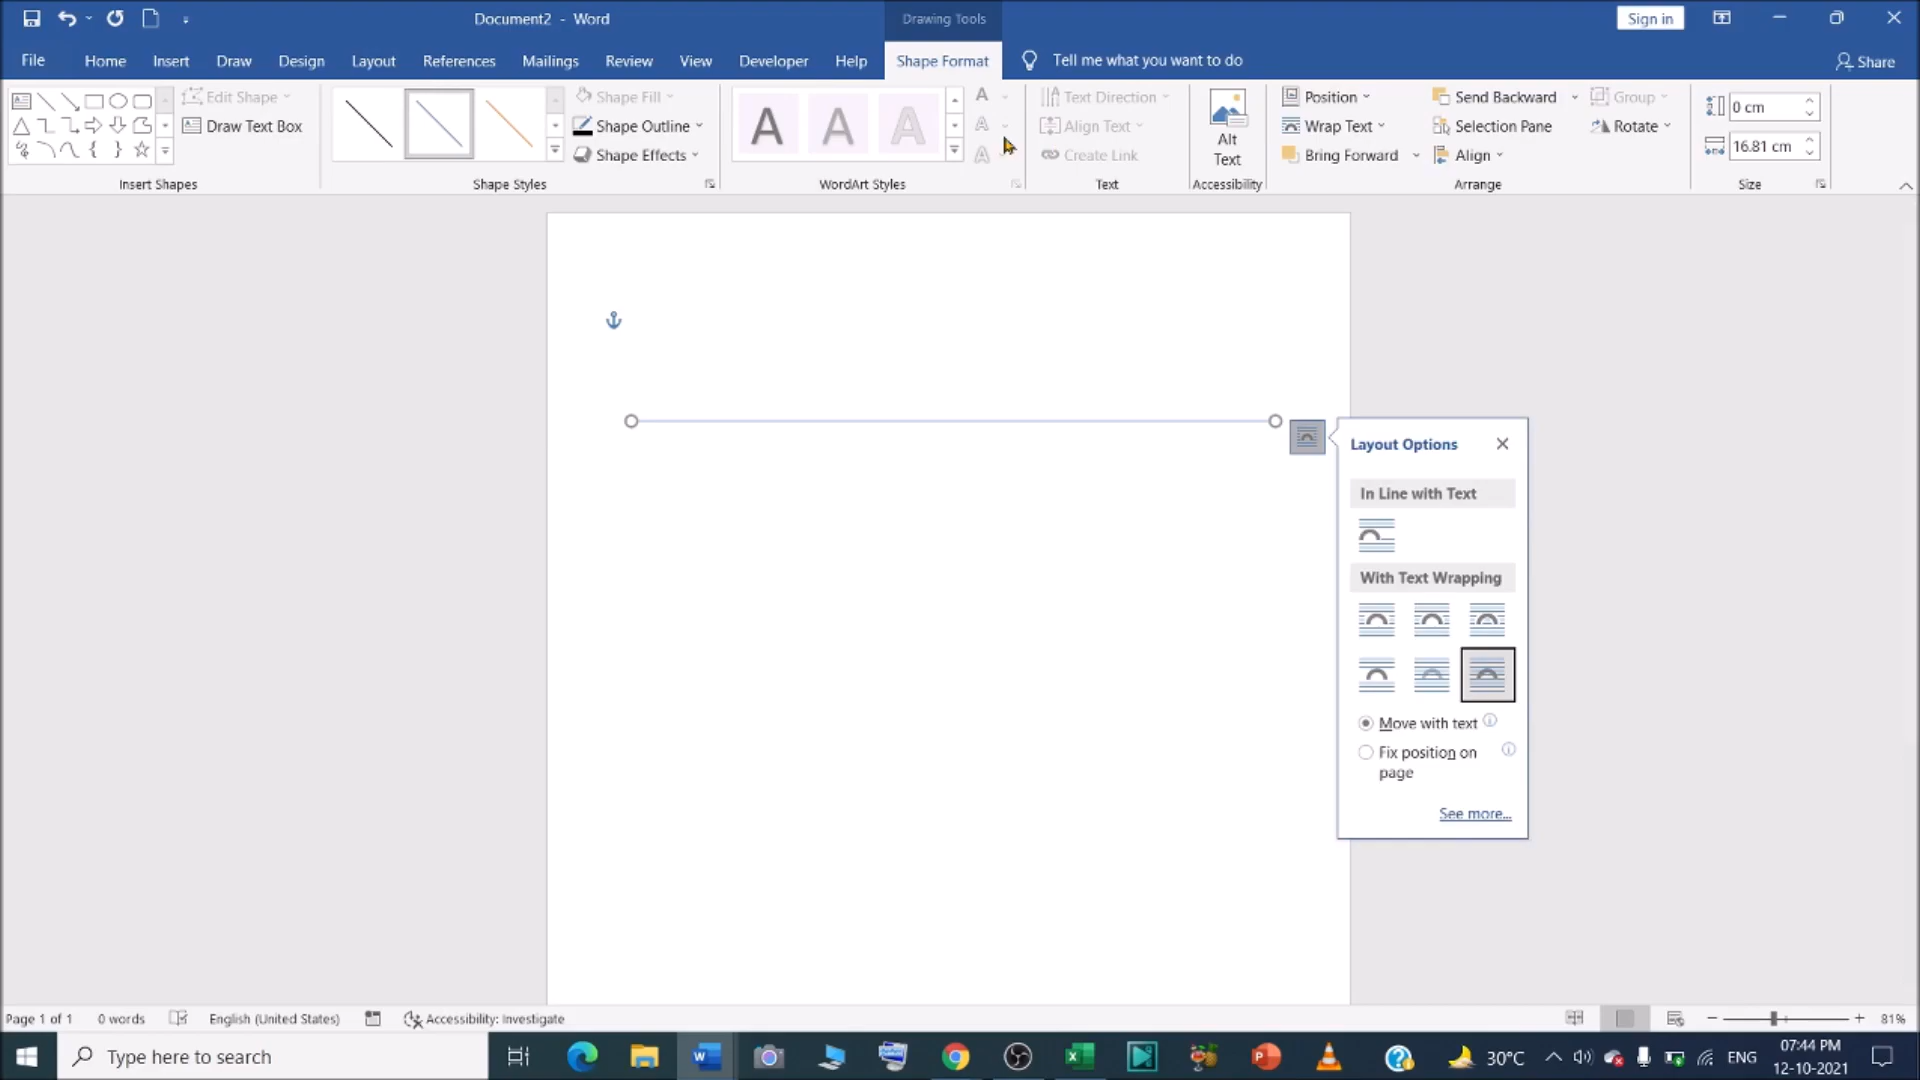 Document2 - Word
Drawing Tools
Sign in
File
Home
Insert
Draw
Design
Layout
References
Mailings
Review
View
Developer
Help
Shape Format
Tell me what you want to do
Share
Edit Shape
Draw Text Box
Insert Shapes
Shape Fill
Shape Outline
Shape Effects
Shape Styles
A A A
WordArt Styles
Text Direction
Align Text
Create Link
Text
Alt
Text
Accessibility
Position
Wrap Text
Bring Forward
Send Backward
Selection Pane
Align
Group
Rotate
Arrange
0 cm
16.81 cm
Size
Layout Options
In Line with Text
With Text Wrapping
Move with text
Fix position on
page
See more...
Page 1 of 1
0 words
English (United States)
Accessibility: Investigate
81%
Type here to search
30°C
ENG
07:44 PM
12-10-2021